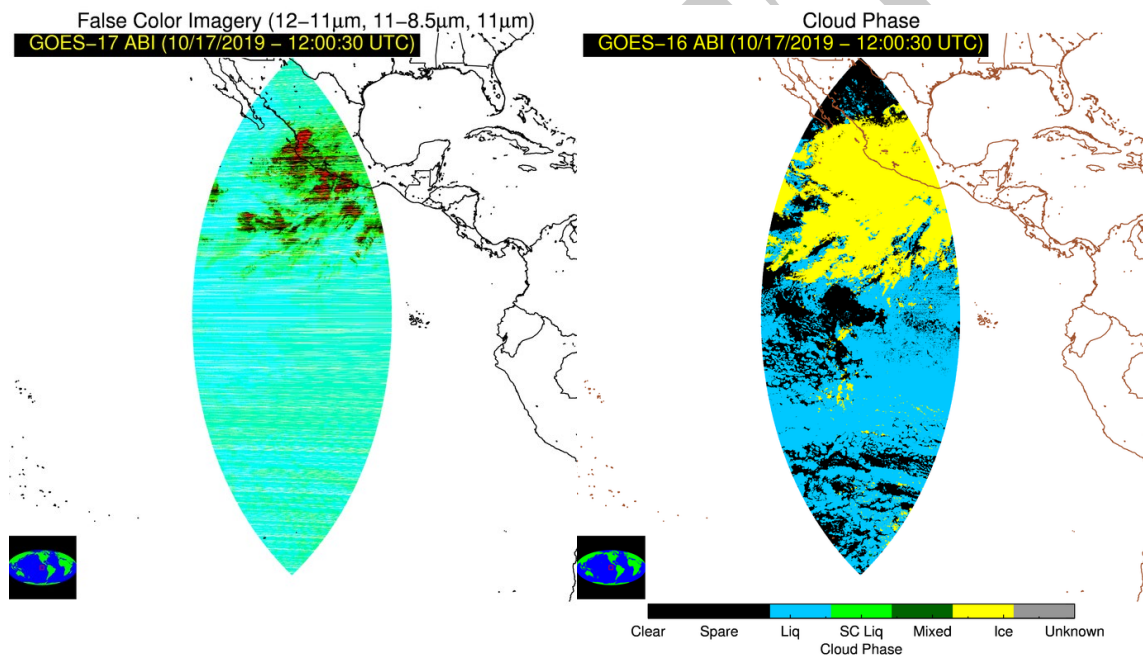 False Color Imagery (12−11μm, 11−8.5μm, 11μm)
GOES−17 ABI (10/17/2019 − 12:00:30 UTC)
Cloud Phase
GOES−16 ABI (10/17/2019 − 12:00:30 UTC)
Clear Spare Liq SC Liq Mixed Ice Unknown
Cloud Phase